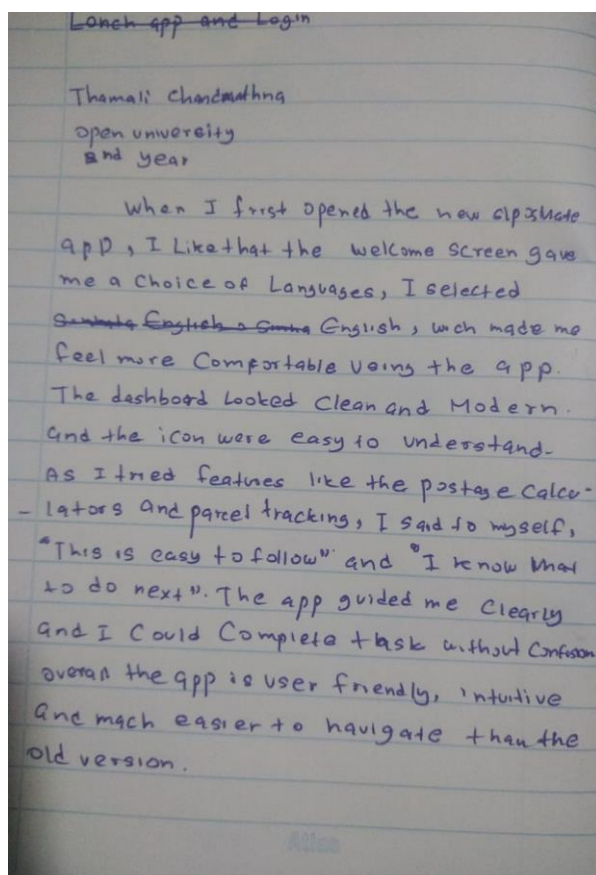 Lonch app and Login
Thamali Chandrathna
open university
2nd year
When I frist opened the new slpostate
app, I Like that the welcome screen gave
me a choice of Languages, I selected
English, wich made me
feel more Comfortable using the app.
The dashbord Looked Clean and Modern.
and the icon were easy to understand-
As I tried features like the postage Calcu-
- lators and parcel tracking, I said to myself,
"This is easy to follow" and "I know what
to do next". The app guided me Clearly
and I Could Complete task without Confusion
overall the app is user friendly, intuitive
and mach easier to navigate than the
old version.
Atlas